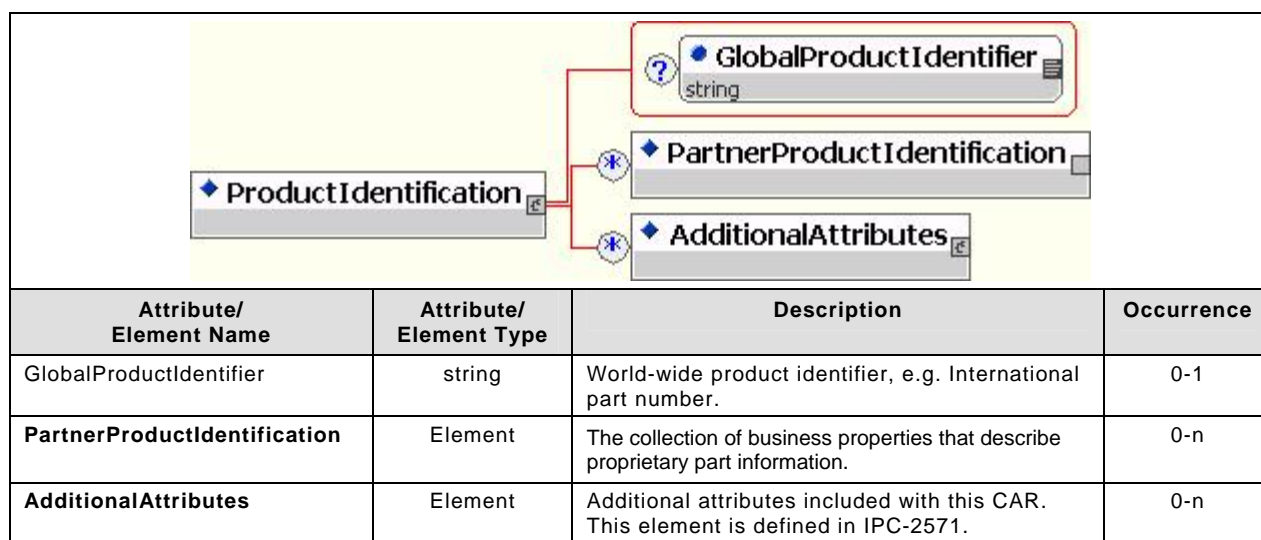 GlobalProductIdentifier
string
PartnerProductIdentification
ProductIdentification
AdditionalAttributes
Attribute/ Attribute/ Description Occurrence
Element Name Element Type
GlobalProductIdentifier string World-wide product identifier, e.g. International 0-1
part number.
PartnerProductIdentification Element The collection of business properties that describe 0-n
proprietary part information.
AdditionalAttributes Element Additional attributes included with this CAR. 0-n
This element is defined in IPC-2571.